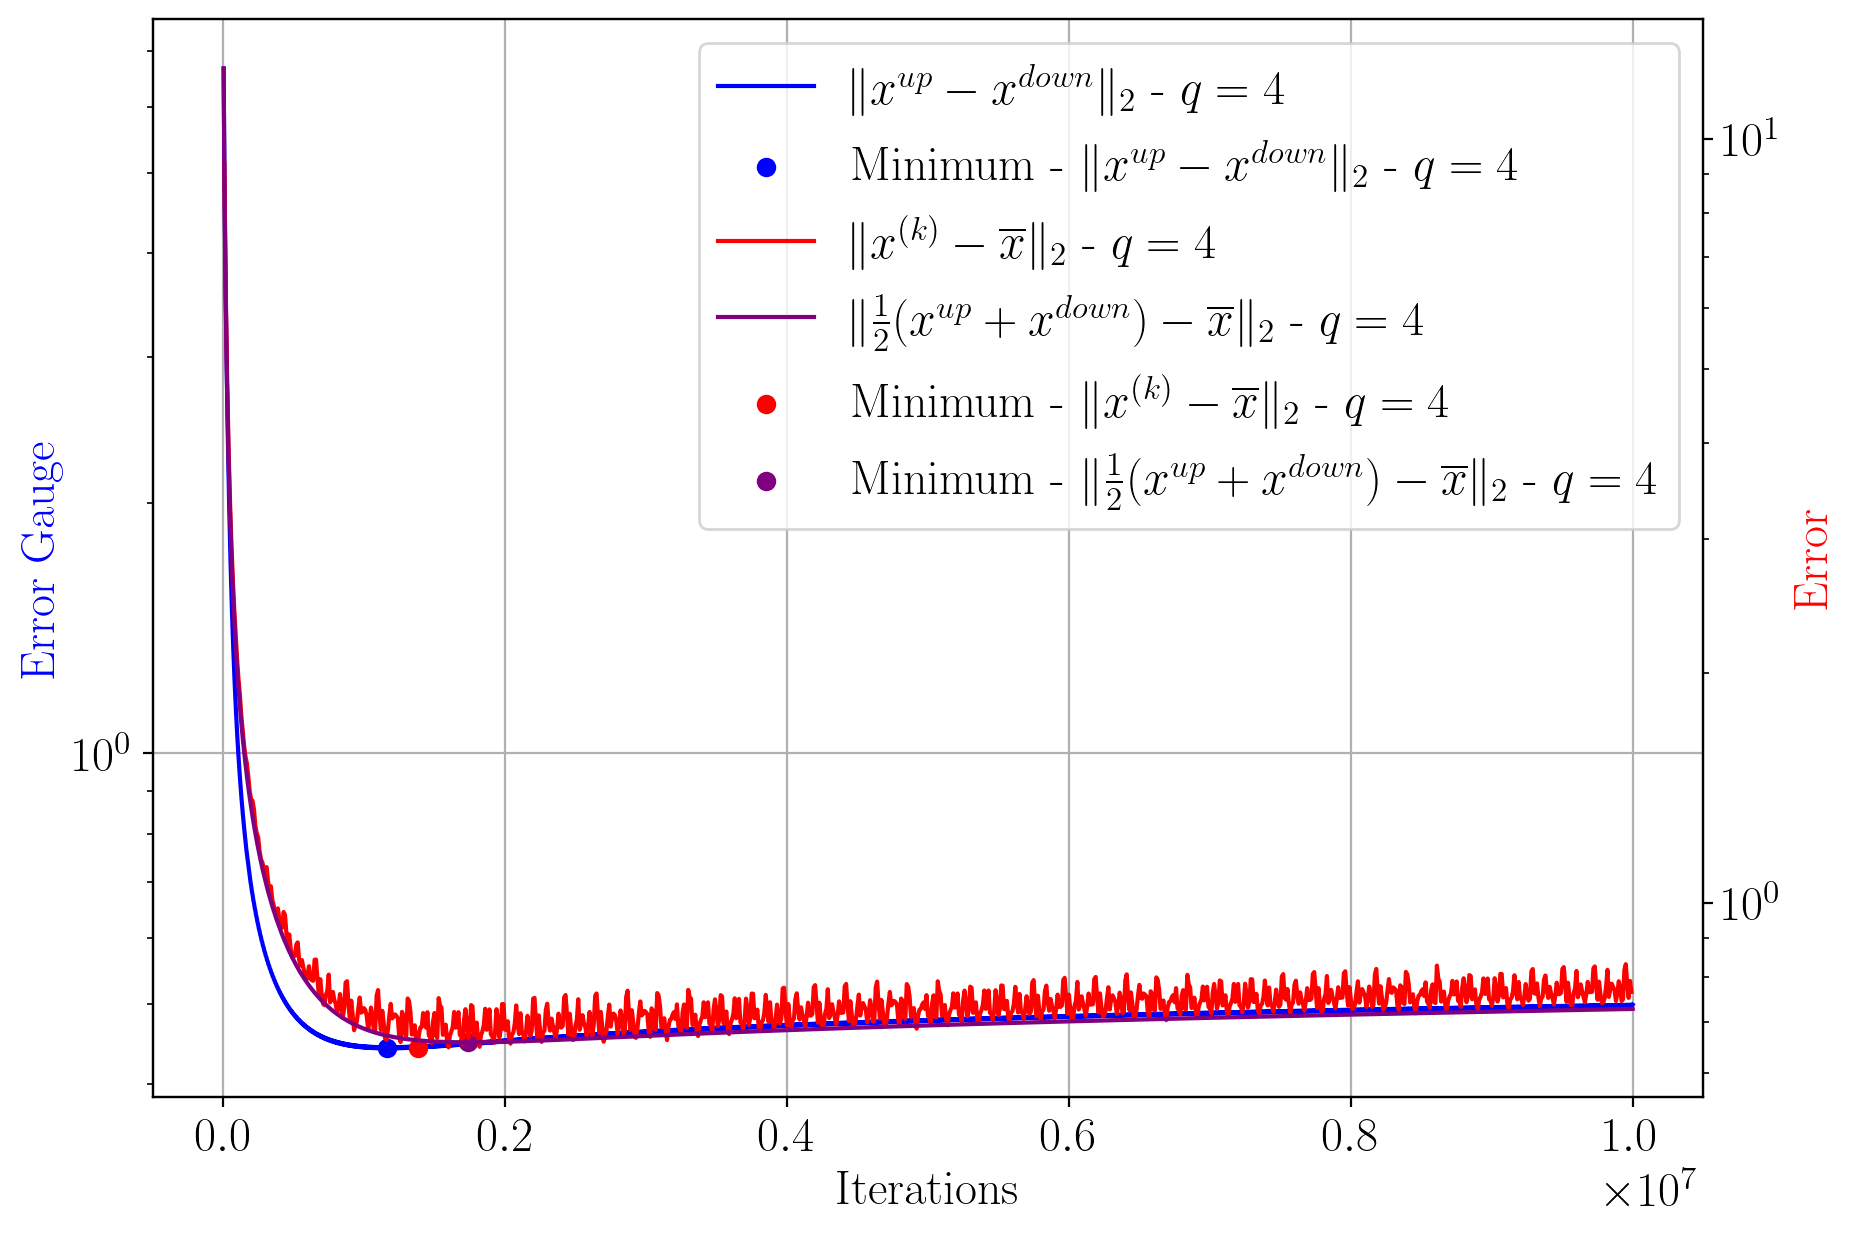 ‖x^{up} − x^{down}‖₂ - q = 4
Minimum - ‖x^{up} − x^{down}‖₂ - q = 4
‖x^{(k)} − x̅‖₂ - q = 4
‖½(x^{up} + x^{down}) − x̅‖₂ - q = 4
Minimum - ‖x^{(k)} − x̅‖₂ - q = 4
Minimum - ‖½(x^{up} + x^{down}) − x̅‖₂ - q = 4
Error Gauge
10⁰
10¹
10⁰
Error
0.0 0.2 0.4 0.6 0.8 1.0
Iterations
×10⁷